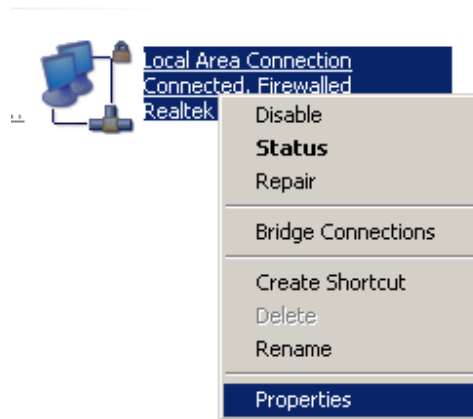 Local Area Connection
Connected, Firewalled
Realtek
Disable
Status
Repair
Bridge Connections
Create Shortcut
Delete
Rename
Properties